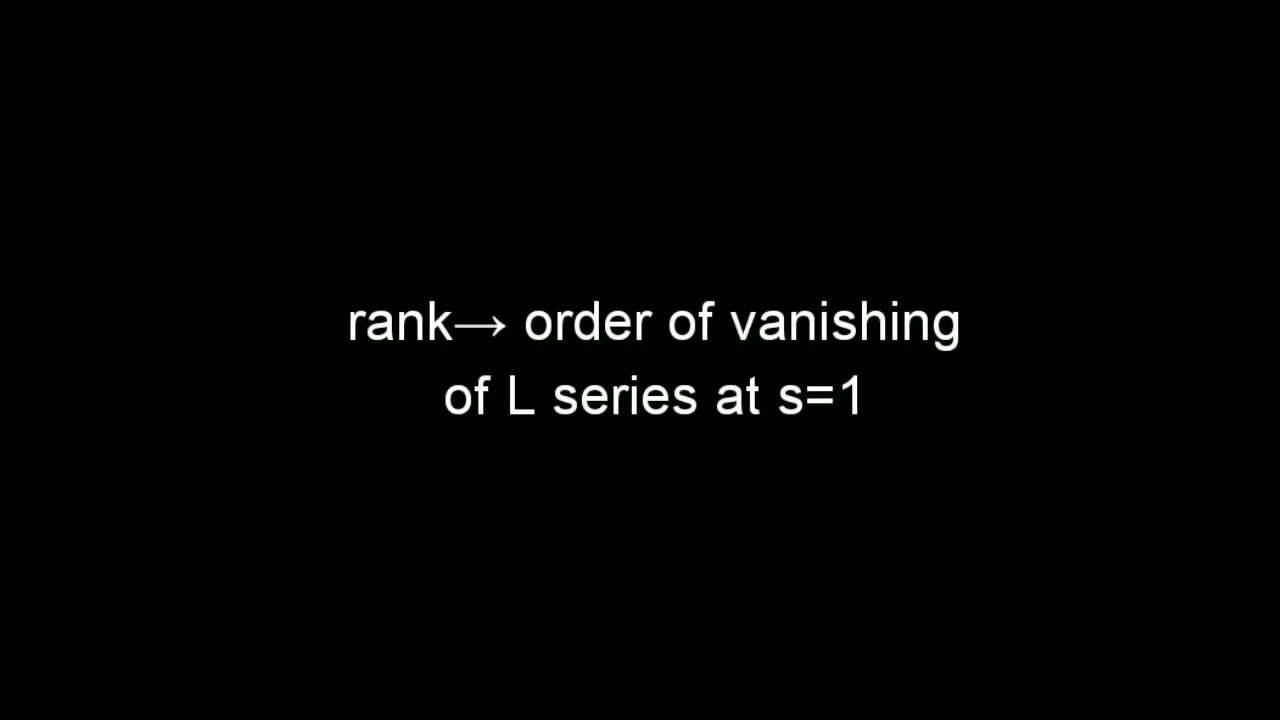 rank→ order of vanishing
of L series at s=1